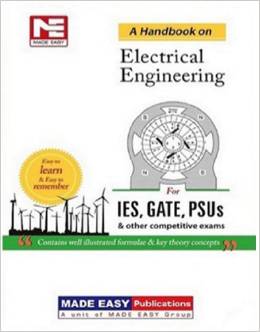 NE
MADE EASY
A Handbook on
Electrical
Engineering
Easy to
learn
& Easy to
remember
For
IES, GATE, PSUs
& other competitive exams
“ Contains well illustrated formulae & key theory concepts ”
MADE EASY Publications
A unit of MADE EASY Group